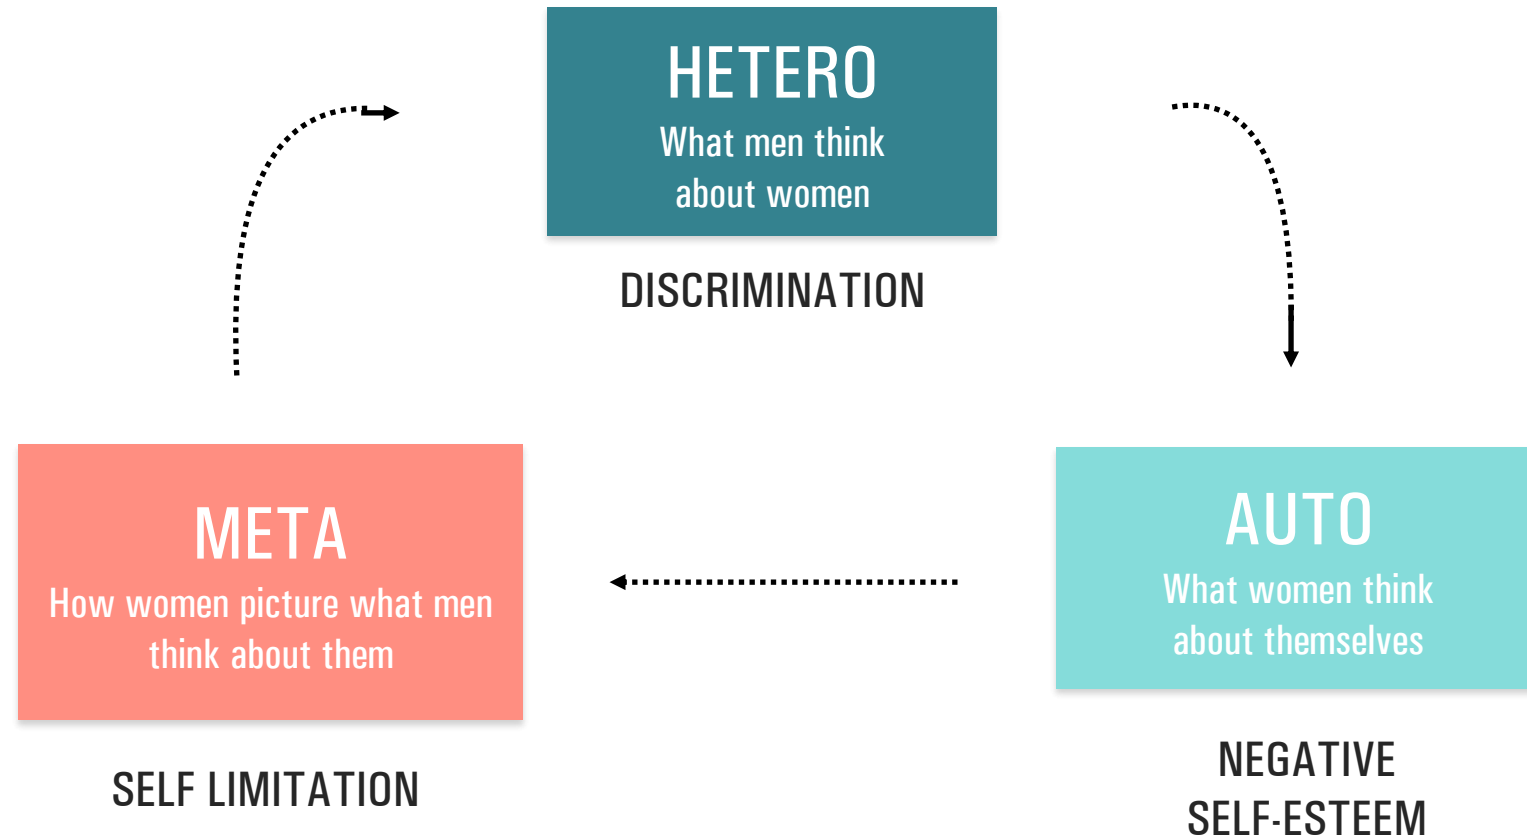 HETERO
What men think
about women
DISCRIMINATION
META
How women picture what men
think about them
SELF LIMITATION
AUTO
What women think
about themselves
NEGATIVE
SELF-ESTEEM